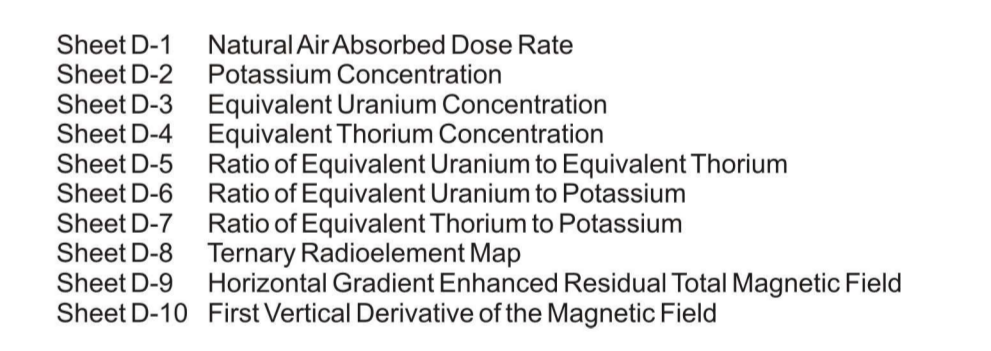 Sheet D-1 Natural Air Absorbed Dose Rate
Sheet D-2 Potassium Concentration
Sheet D-3 Equivalent Uranium Concentration
Sheet D-4 Equivalent Thorium Concentration
Sheet D-5 Ratio of Equivalent Uranium to Equivalent Thorium
Sheet D-6 Ratio of Equivalent Uranium to Potassium
Sheet D-7 Ratio of Equivalent Thorium to Potassium
Sheet D-8 Ternary Radioelement Map
Sheet D-9 Horizontal Gradient Enhanced Residual Total Magnetic Field
Sheet D-10 First Vertical Derivative of the Magnetic Field